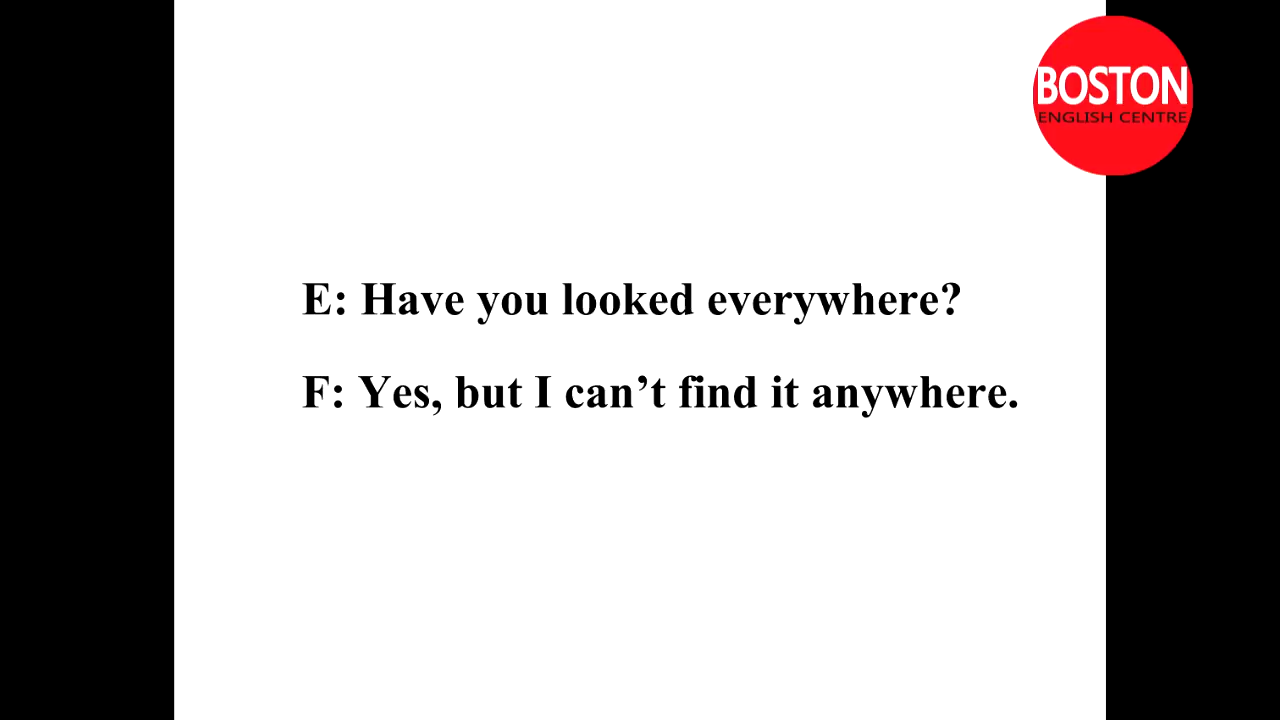 BOSTON
ENGLISH CENTRE
E: Have you looked everywhere?
F: Yes, but I can’t find it anywhere.